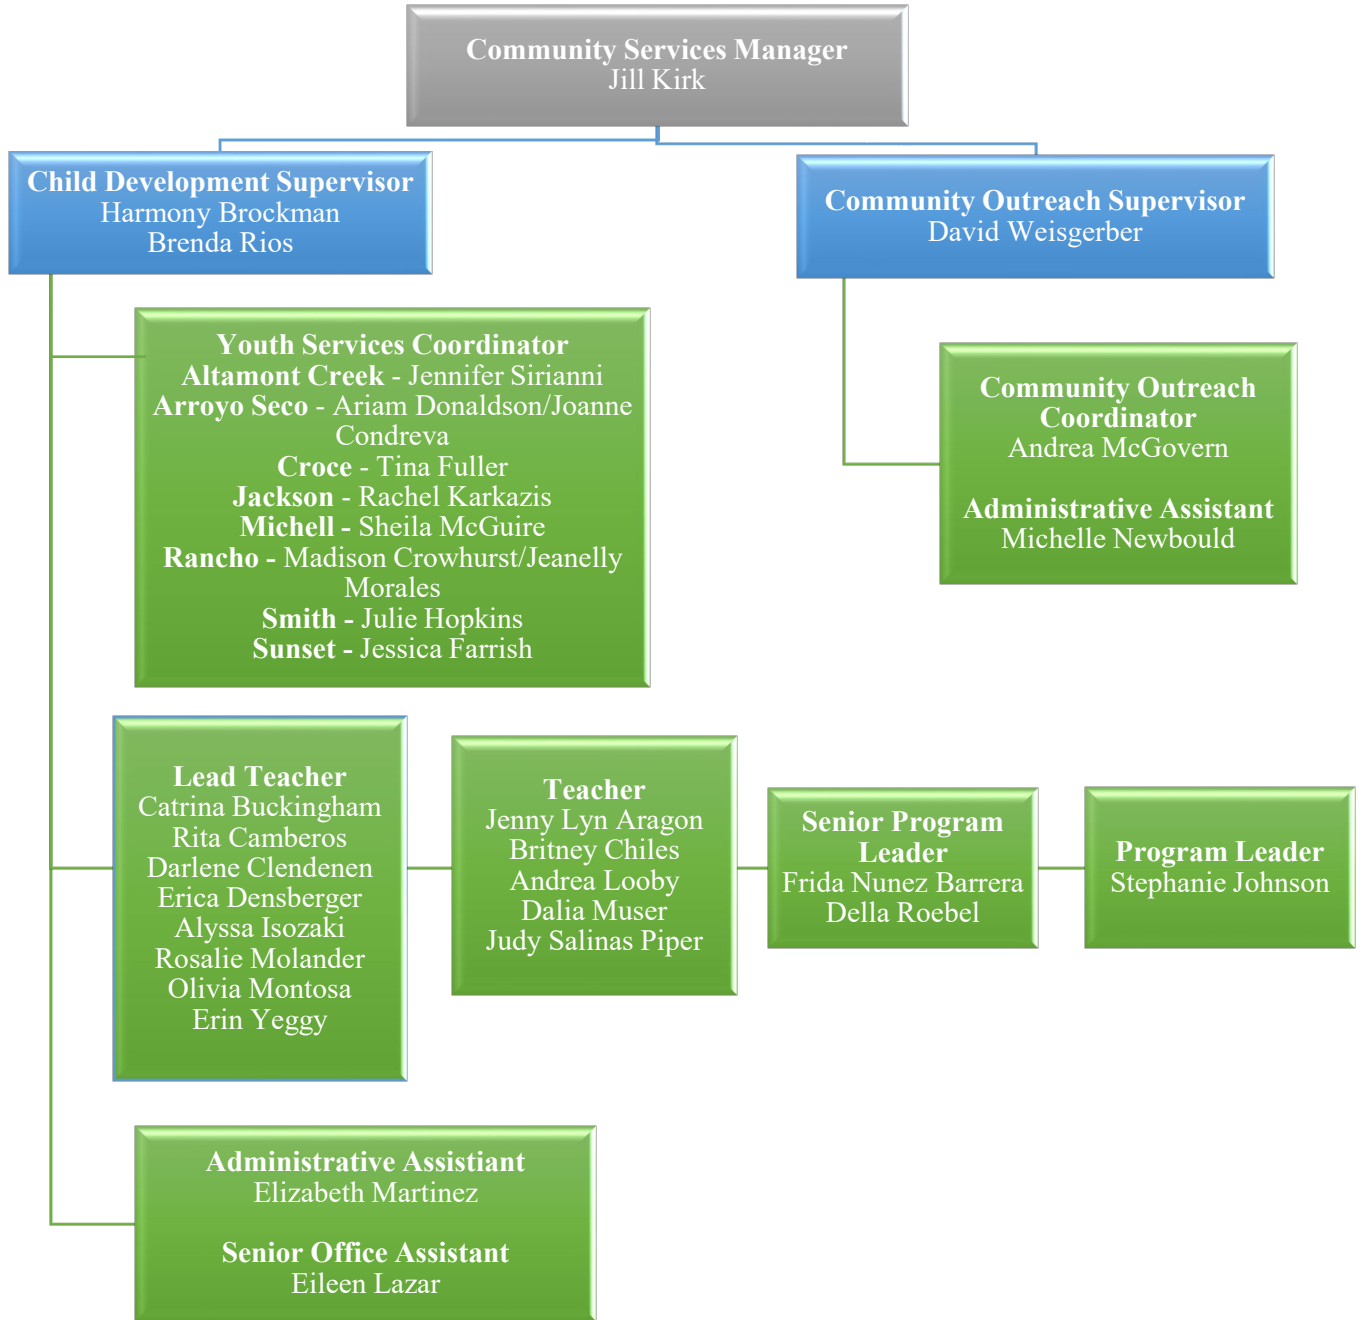 Community Services Manager
Jill Kirk
Child Development Supervisor
Harmony Brockman
Brenda Rios
Community Outreach Supervisor
David Weisgerber
Youth Services Coordinator
Altamont Creek - Jennifer Sirianni
Arroyo Seco - Ariam Donaldson/Joanne
Condreva
Croce - Tina Fuller
Jackson - Rachel Karkazis
Michell - Sheila McGuire
Rancho - Madison Crowhurst/Jeanelly
Morales
Smith - Julie Hopkins
Sunset - Jessica Farrish
Community Outreach
Coordinator
Andrea McGovern
Administrative Assistant
Michelle Newbould
Lead Teacher
Catrina Buckingham
Rita Camberos
Darlene Clendenen
Erica Densberger
Alyssa Isozaki
Rosalie Molander
Olivia Montosa
Erin Yeggy
Teacher
Jenny Lyn Aragon
Britney Chiles
Andrea Looby
Dalia Muser
Judy Salinas Piper
Senior Program
Leader
Frida Nunez Barrera
Della Roebel
Program Leader
Stephanie Johnson
Administrative Assistiant
Elizabeth Martinez
Senior Office Assistant
Eileen Lazar